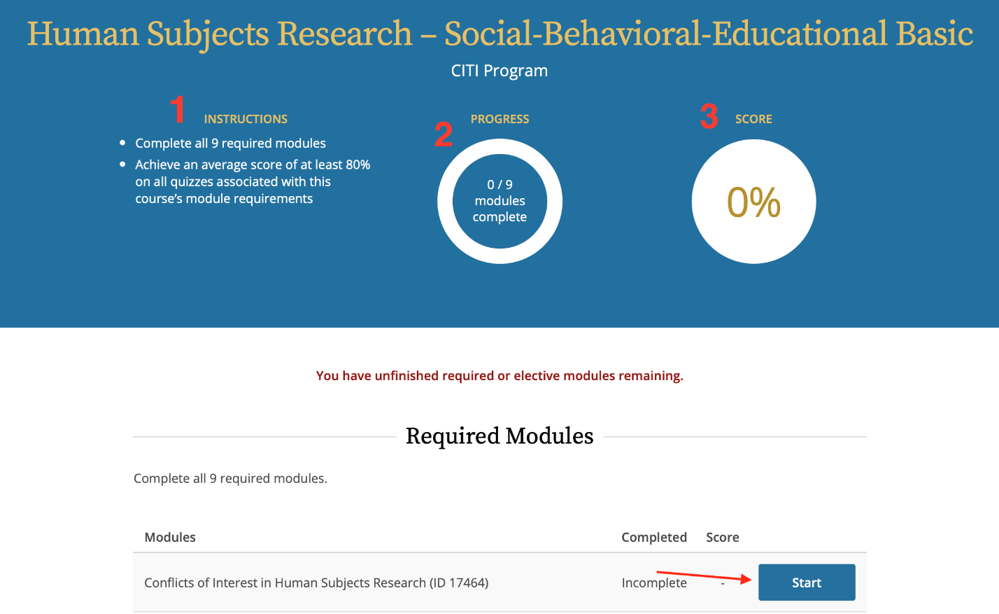 Human Subjects Research – Social-Behavioral-Educational Basic
CITI Program
1 INSTRUCTIONS
• Complete all 9 required modules
• Achieve an average score of at least 80%
on all quizzes associated with this
course’s module requirements
2 PROGRESS
0 / 9
modules
complete
3 SCORE
0%
You have unfinished required or elective modules remaining.
Required Modules
Complete all 9 required modules.
Modules Completed Score
Conflicts of Interest in Human Subjects Research (ID 17464) Incomplete - Start